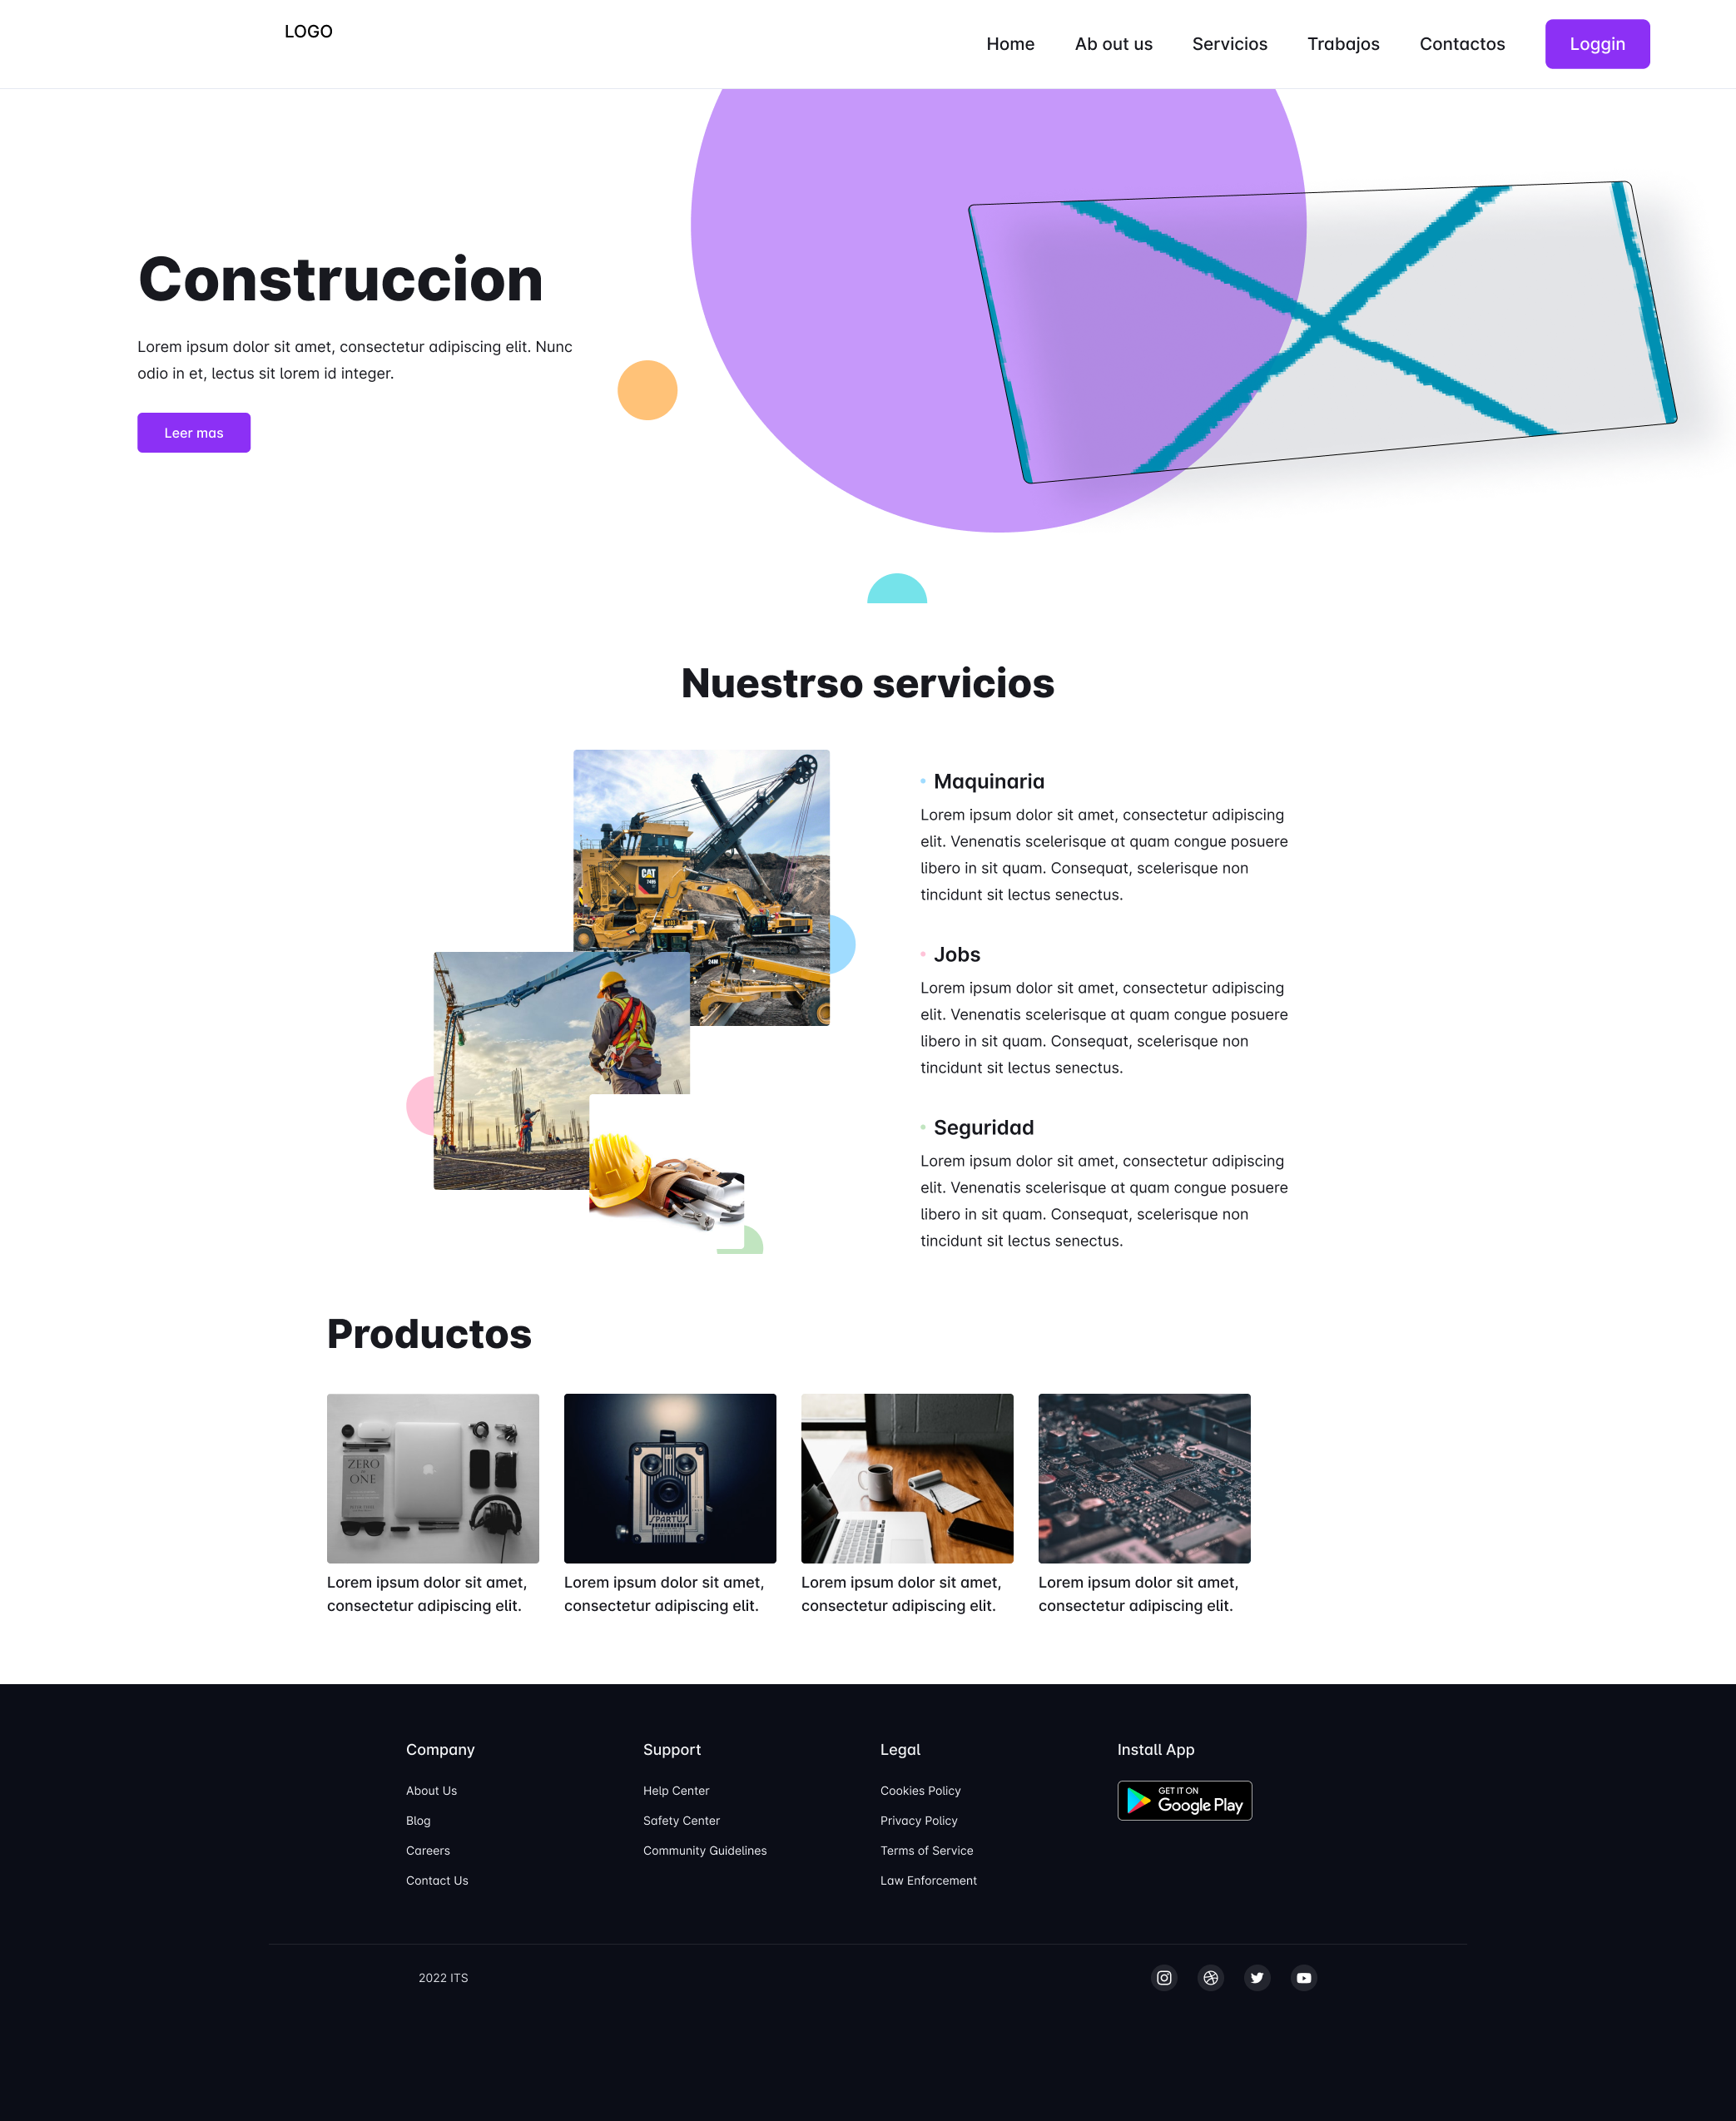 LOGO
Home
Ab out us
Servicios
Trabajos
Contactos
Loggin
Construccion
Lorem ipsum dolor sit amet, consectetur adipiscing elit. Nunc
odio in et, lectus sit lorem id integer.
Leer mas
Nuestrso servicios
CAT
24M
Maquinaria
Lorem ipsum dolor sit amet, consectetur adipiscing
elit. Venenatis scelerisque at quam congue posuere
libero in sit quam. Consequat, scelerisque non
tincidunt sit lectus senectus.
Jobs
Lorem ipsum dolor sit amet, consectetur adipiscing
elit. Venenatis scelerisque at quam congue posuere
libero in sit quam. Consequat, scelerisque non
tincidunt sit lectus senectus.
Seguridad
Lorem ipsum dolor sit amet, consectetur adipiscing
elit. Venenatis scelerisque at quam congue posuere
libero in sit quam. Consequat, scelerisque non
tincidunt sit lectus senectus.
Productos
ZERO
ONE
SPARTUS
Lorem ipsum dolor sit amet,
consectetur adipiscing elit.
Lorem ipsum dolor sit amet,
consectetur adipiscing elit.
Lorem ipsum dolor sit amet,
consectetur adipiscing elit.
Lorem ipsum dolor sit amet,
consectetur adipiscing elit.
Company
About Us
Blog
Careers
Contact Us
Support
Help Center
Safety Center
Community Guidelines
Legal
Cookies Policy
Privacy Policy
Terms of Service
Law Enforcement
Install App
GET IT ON
Google Play
2022 ITS